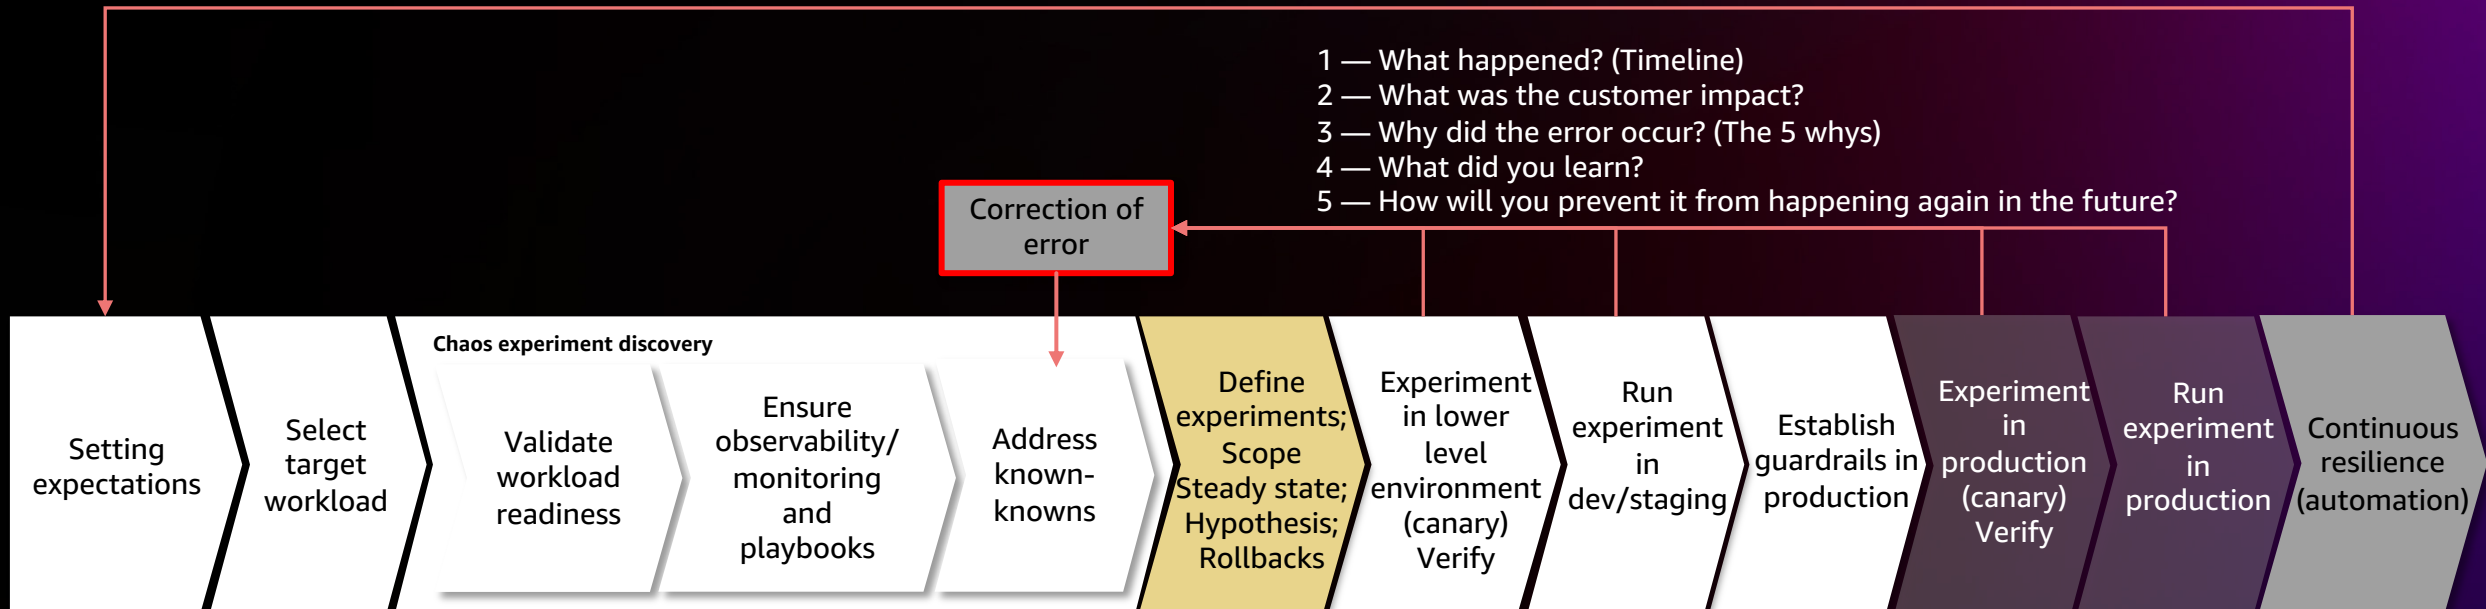 1 — What happened? (Timeline)
2 — What was the customer impact?
3 — Why did the error occur? (The 5 whys)
4 — What did you learn?
5 — How will you prevent it from happening again in the future?
Correction of
error
Setting
expectations
Select
target
workload
Chaos experiment discovery
Validate
workload
readiness
Ensure
observability/
monitoring
and
playbooks
Address
known-
knowns
Define
experiments;
Scope
Steady state;
Hypothesis;
Rollbacks
Experiment
in lower
level
environment
(canary)
Verify
Run
experiment
in
dev/staging
Establish
guardrails in
production
Experiment
in
production
(canary)
Verify
Run
experiment
in
production
Continuous
resilience
(automation)